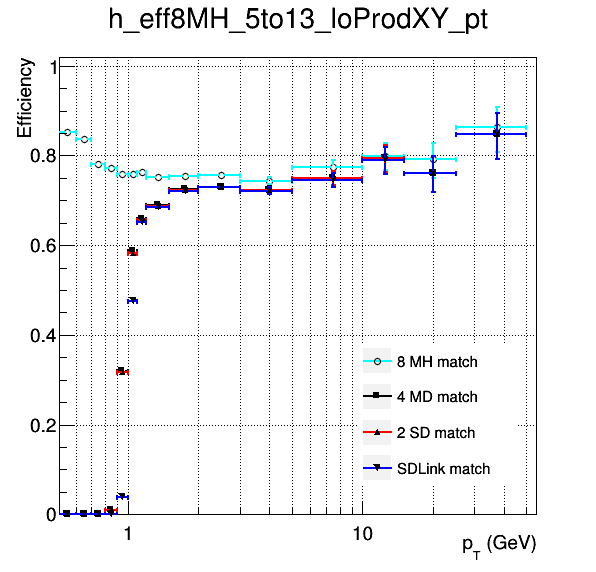 h_eff8MH_5to13_loProdXY_pt
Efficiency
1
0.8
0.6
0.4
0.2
0
8 MH match
4 MD match
2 SD match
SDLink match
1
10
p_T (GeV)